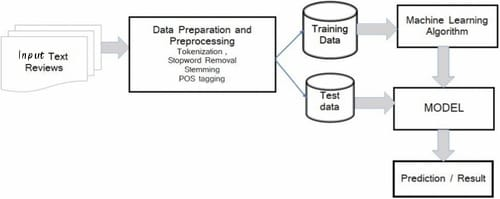 Input Text
Reviews
Data Preparation and
Preprocessing
Tokenization ,
Stopword Removal
Stemming
POS tagging
Training
Data
Test
data
Machine Learning
Algorithm
MODEL
Prediction / Result